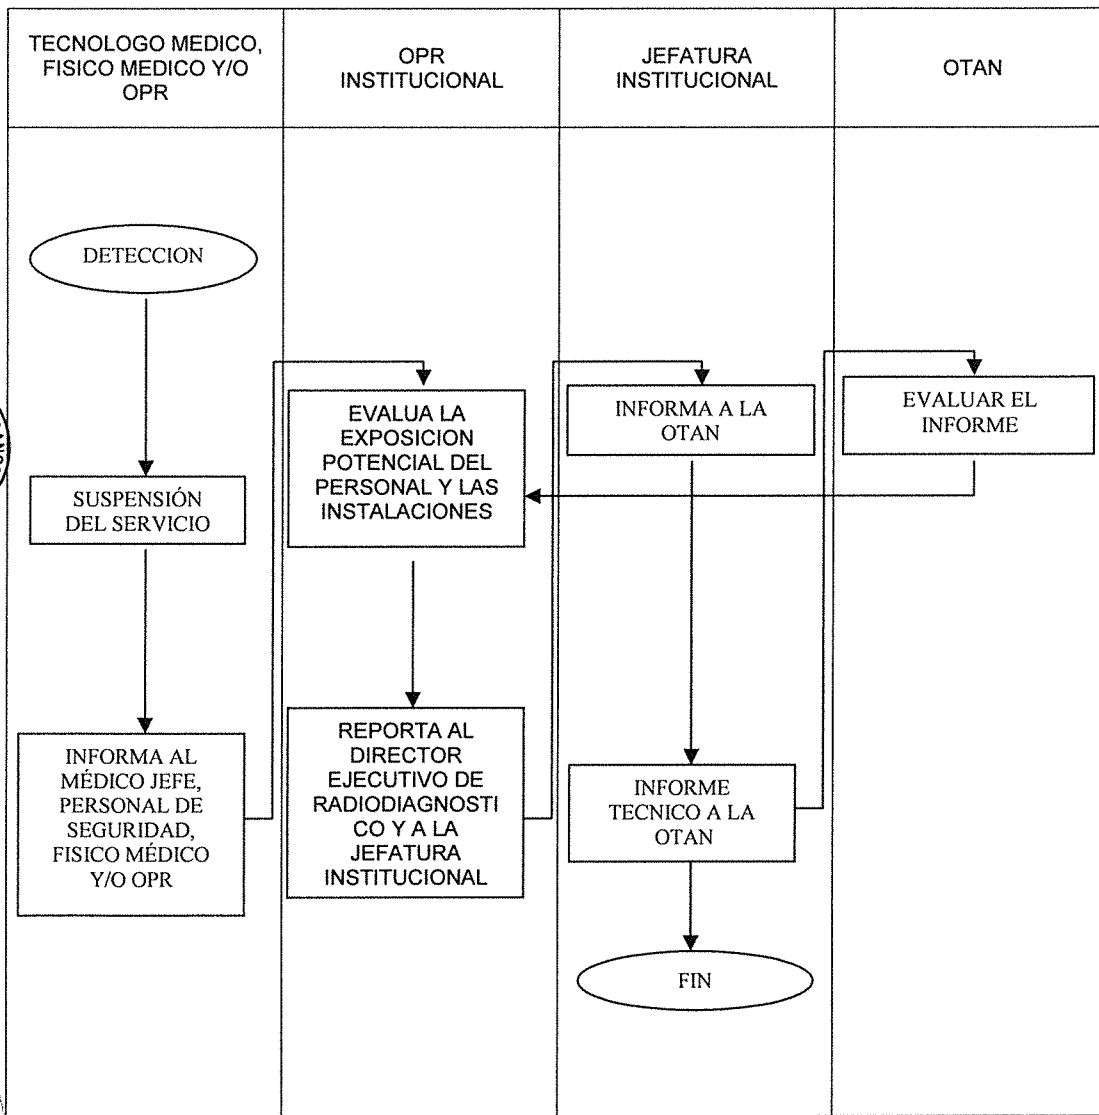 TECNOLOGO MEDICO,
FISICO MEDICO Y/O
OPR
OPR
INSTITUCIONAL
JEFATURA
INSTITUCIONAL
OTAN
DETECCION
SUSPENSIÓN
DEL SERVICIO
INFORMA AL
MÉDICO JEFE,
PERSONAL DE
SEGURIDAD,
FISICO MÉDICO
Y/O OPR
EVALUA LA
EXPOSICION
POTENCIAL DEL
PERSONAL Y LAS
INSTALACIONES
REPORTA AL
DIRECTOR
EJECUTIVO DE
RADIODIAGNOSTI
CO Y A LA
JEFATURA
INSTITUCIONAL
INFORMA A LA
OTAN
INFORME
TECNICO A LA
OTAN
FIN
EVALUAR EL
INFORME